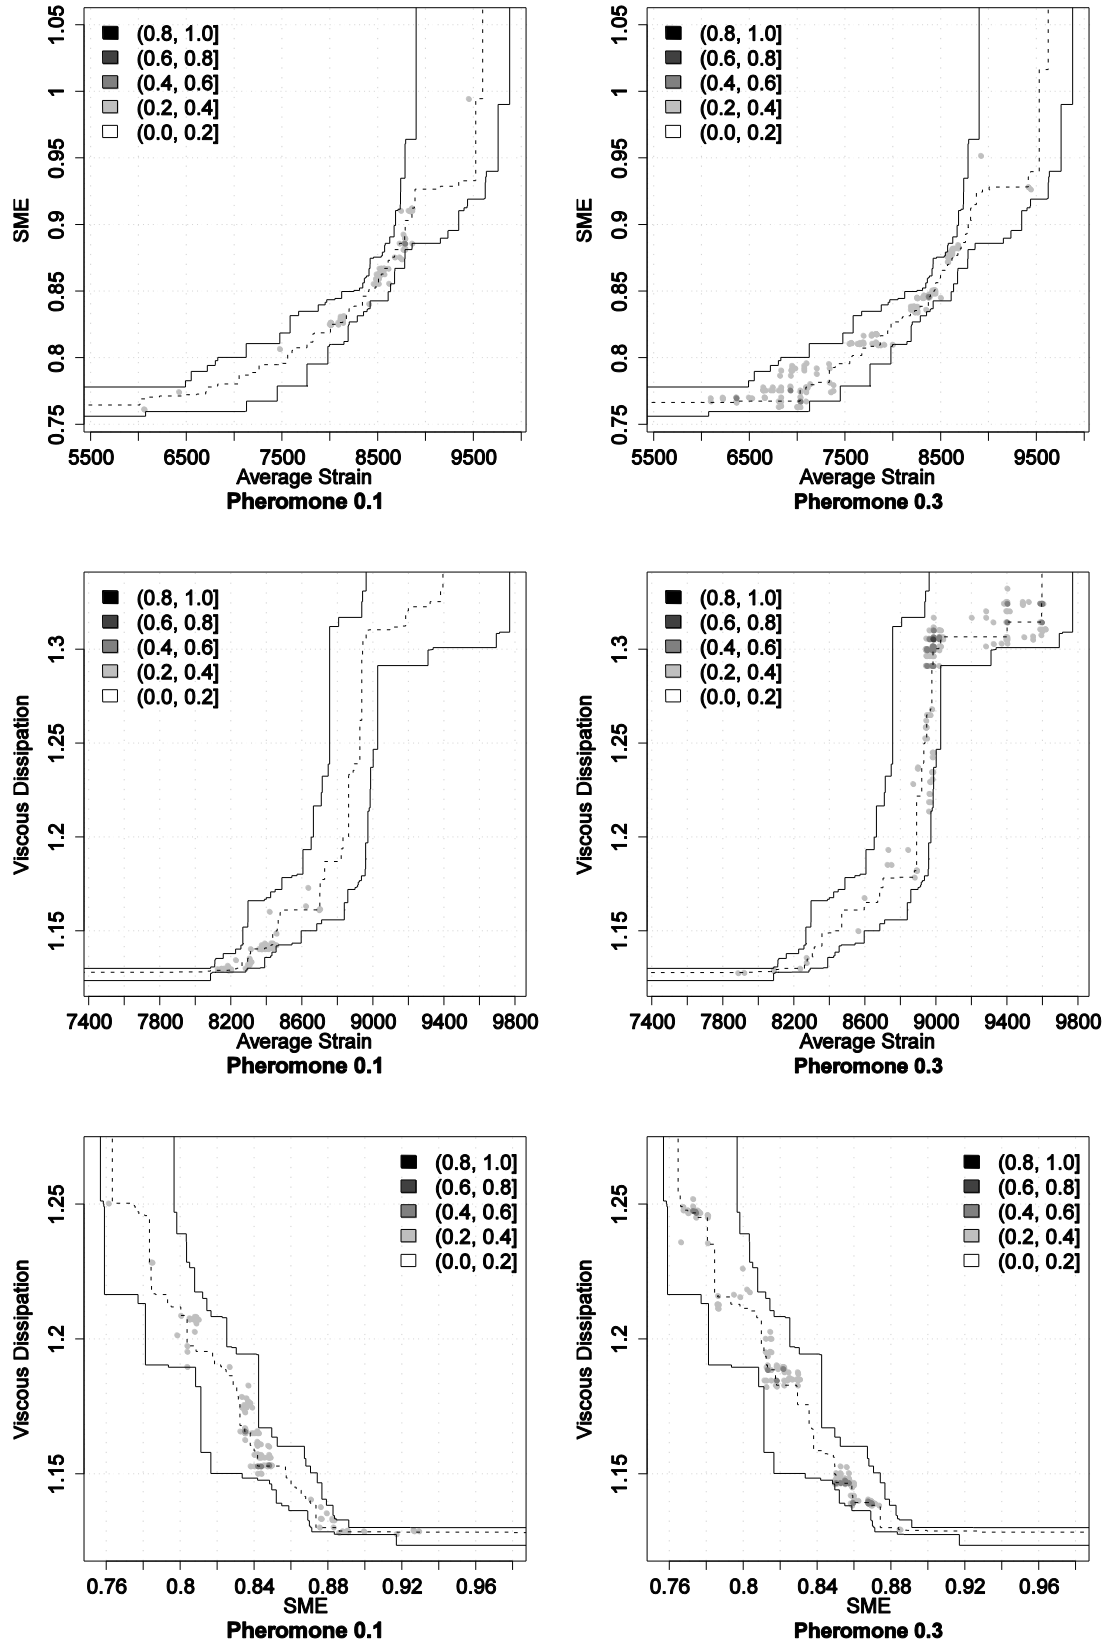 1.05
1
0.95
0.9
0.85
0.8
0.75
SME
(0.8, 1.0]
(0.6, 0.8]
(0.4, 0.6]
(0.2, 0.4]
(0.0, 0.2]
5500 6500 7500 8500 9500
Average Strain
Pheromone 0.1
1.05
1
0.95
0.9
0.85
0.8
0.75
SME
(0.8, 1.0]
(0.6, 0.8]
(0.4, 0.6]
(0.2, 0.4]
(0.0, 0.2]
5500 6500 7500 8500 9500
Average Strain
Pheromone 0.3
1.3
1.25
1.2
1.15
Viscous Dissipation
(0.8, 1.0]
(0.6, 0.8]
(0.4, 0.6]
(0.2, 0.4]
(0.0, 0.2]
7400 7800 8200 8600 9000 9400 9800
Average Strain
Pheromone 0.1
1.3
1.25
1.2
1.15
Viscous Dissipation
(0.8, 1.0]
(0.6, 0.8]
(0.4, 0.6]
(0.2, 0.4]
(0.0, 0.2]
7400 7800 8200 8600 9000 9400 9800
Average Strain
Pheromone 0.3
1.25
1.2
1.15
Viscous Dissipation
(0.8, 1.0]
(0.6, 0.8]
(0.4, 0.6]
(0.2, 0.4]
(0.0, 0.2]
0.76 0.8 0.84 0.88 0.92 0.96
SME
Pheromone 0.1
1.25
1.2
1.15
Viscous Dissipation
(0.8, 1.0]
(0.6, 0.8]
(0.4, 0.6]
(0.2, 0.4]
(0.0, 0.2]
0.76 0.8 0.84 0.88 0.92 0.96
SME
Pheromone 0.3